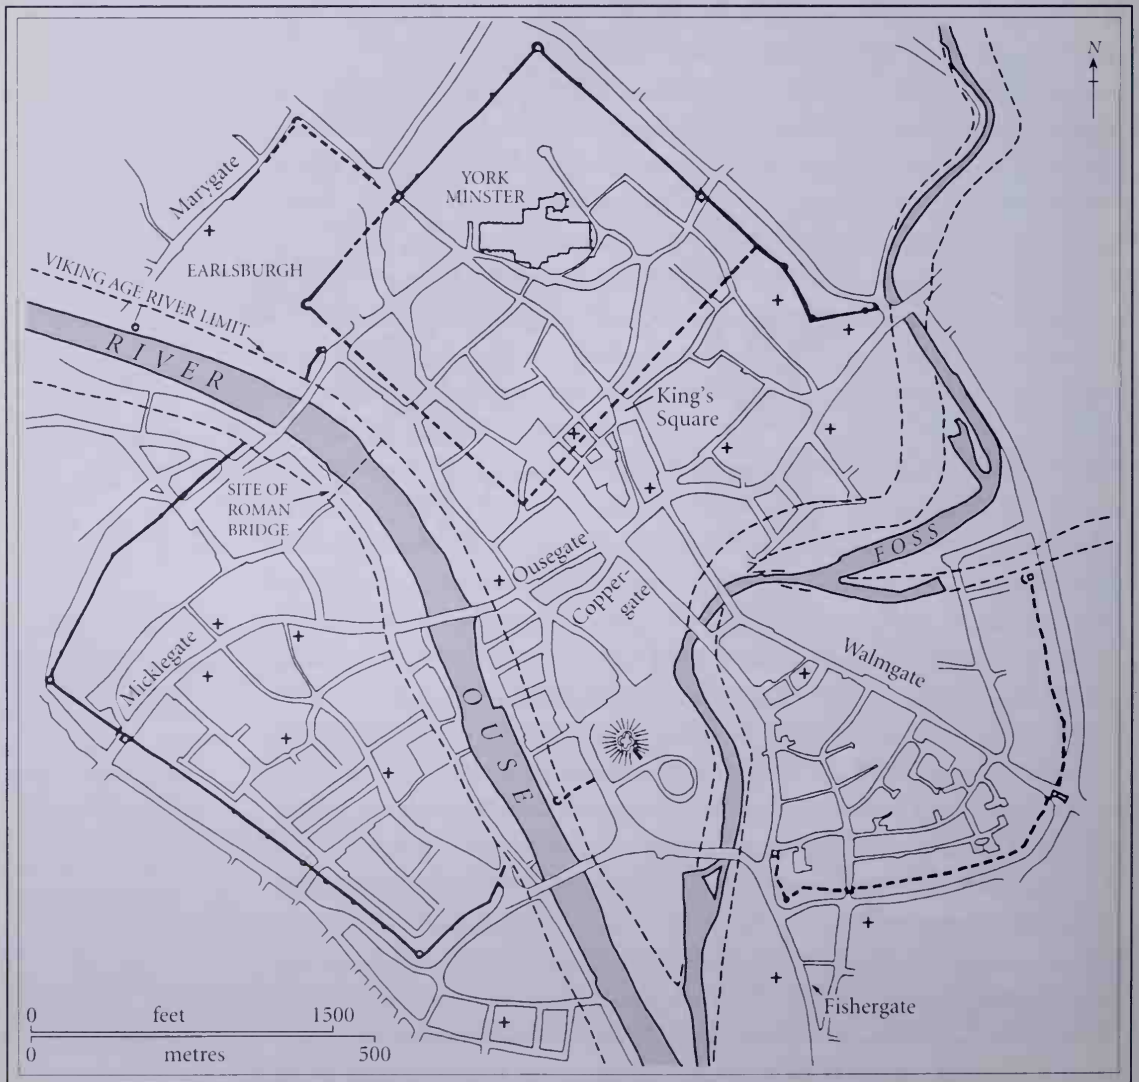 N
YORK
MINSTER
Marygate
EARLSBURGH
VIKING AGE RIVER LIMIT
RIVER
King's
Square
SITE OF
ROMAN
BRIDGE
Ousegate
FOSS
Copper-
gate
Micklegate
Walmgate
OUSE
Fishergate
0 feet 1500
0 metres 500